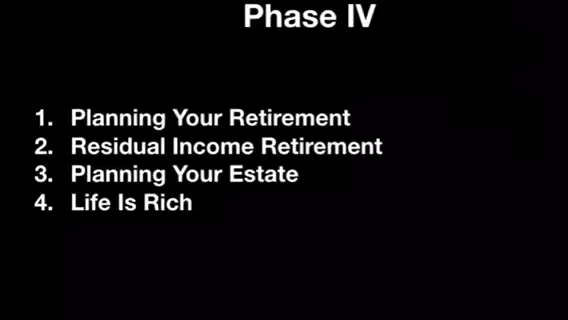 Phase IV
1. Planning Your Retirement
2. Residual Income Retirement
3. Planning Your Estate
4. Life Is Rich